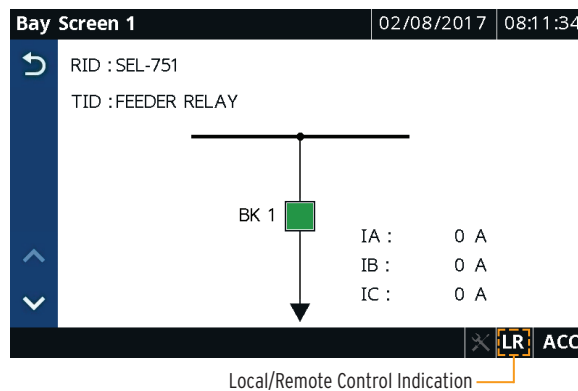 Bay Screen 1 02/08/2017 08:11:34
RID : SEL-751
TID : FEEDER RELAY
BK 1
IA : 0 A
IB : 0 A
IC : 0 A
LR ACC
Local/Remote Control Indication